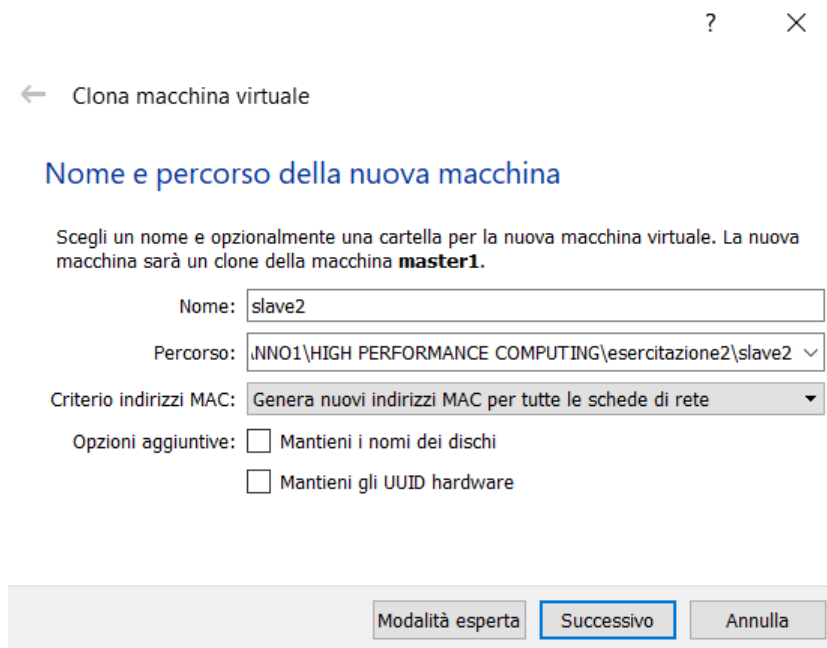 ?
Clona macchina virtuale
Nome e percorso della nuova macchina
Scegli un nome e opzionalmente una cartella per la nuova macchina virtuale. La nuova
macchina sarà un clone della macchina master1.
Nome: slave2
Percorso: NNO1\HIGH PERFORMANCE COMPUTING\esercitazione2\slave2
Criterio indirizzi MAC: Genera nuovi indirizzi MAC per tutte le schede di rete
Opzioni aggiuntive: Mantieni i nomi dei dischi
Mantieni gli UUID hardware
Modalità esperta Successivo Annulla